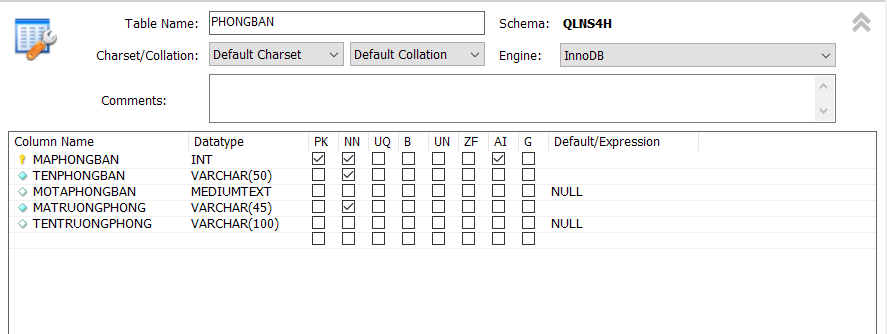 Table Name: PHONGBAN Schema: QLNS4H
Charset/Collation: Default Charset Default Collation Engine: InnoDB
Comments:
Column Name Datatype PK NN UQ B UN ZF AI G Default/Expression
MAPHONGBAN INT
TENPHONGBAN VARCHAR(50)
MOTAPHONGBAN MEDIUMTEXT NULL
MATRUONGPHONG VARCHAR(45)
TENTRUONGPHONG VARCHAR(100) NULL